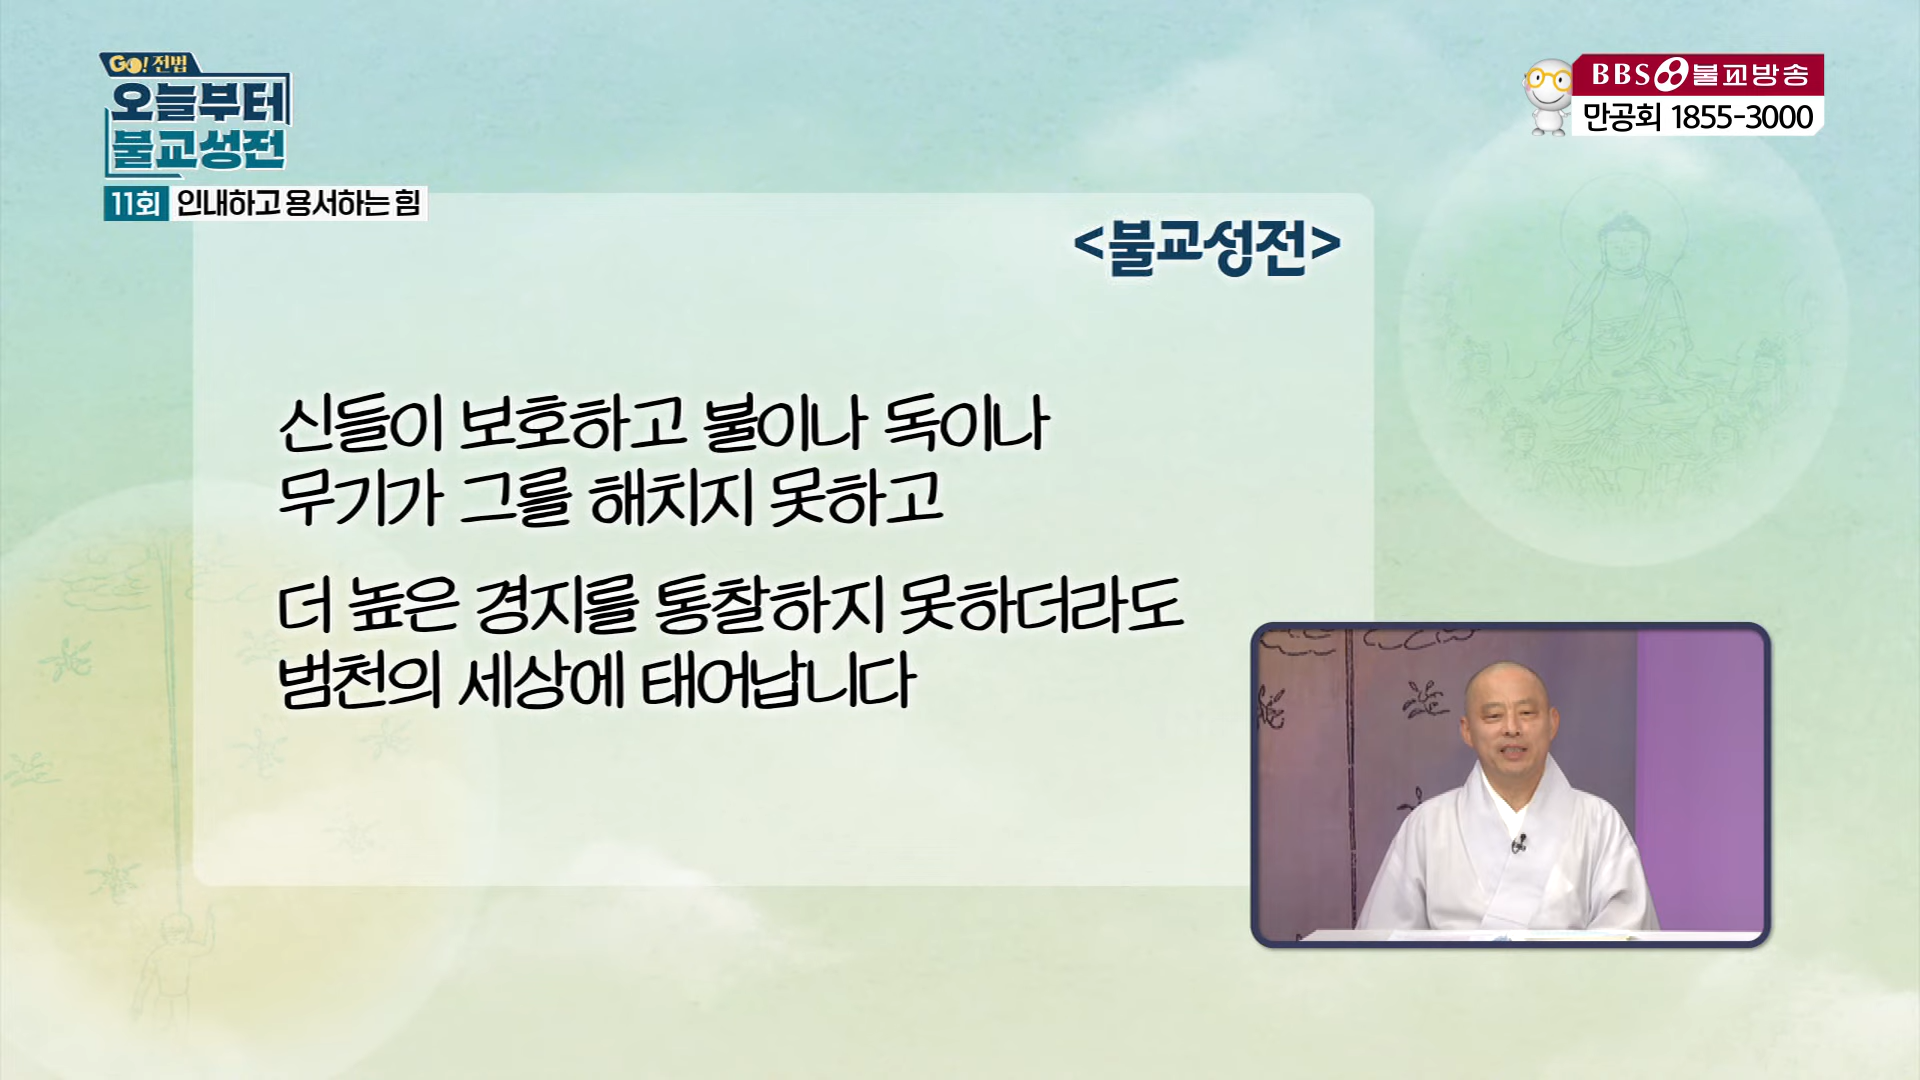 GO! 전법
오늘부터
불교성전
11회 인내하고 용서하는 힘
BBS 불교방송
만공회 1855-3000
<불교성전>
신들이 보호하고 불이나 독이나
무기가 그를 해치지 못하고
더 높은 경지를 통찰하지 못하더라도
범천의 세상에 태어납니다